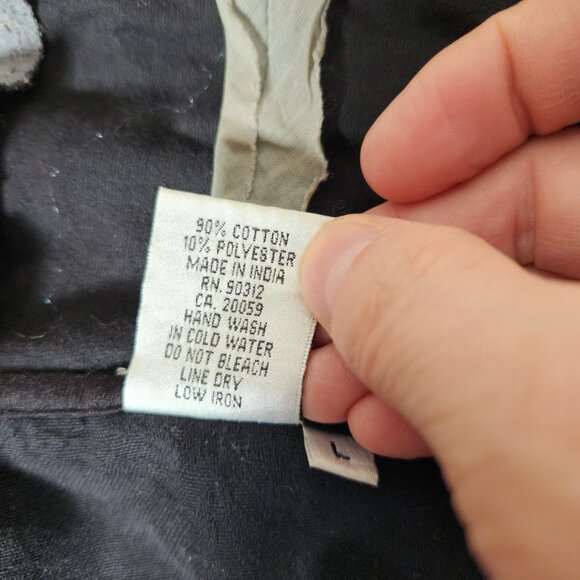 90% COTTON
10% POLYESTER
MADE IN INDIA
RN. 90312
CA. 20059
HAND WASH
IN COLD WATER
DO NOT BLEACH
LINE DRY
LOW IRON
L